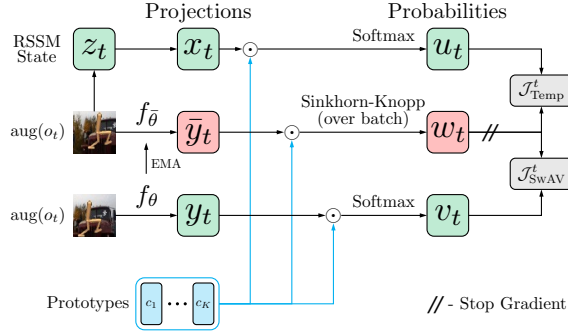 Projections Probabilities
RSSM State z_t x_t Softmax u_t
𝒥^t_Temp
aug(o_t) f_θ̄ ȳ_t Sinkhorn-Knopp (over batch) w_t
EMA
𝒥^t_SwAV
aug(o_t) f_θ y_t Softmax v_t
Prototypes c_1 ··· c_K // - Stop Gradient